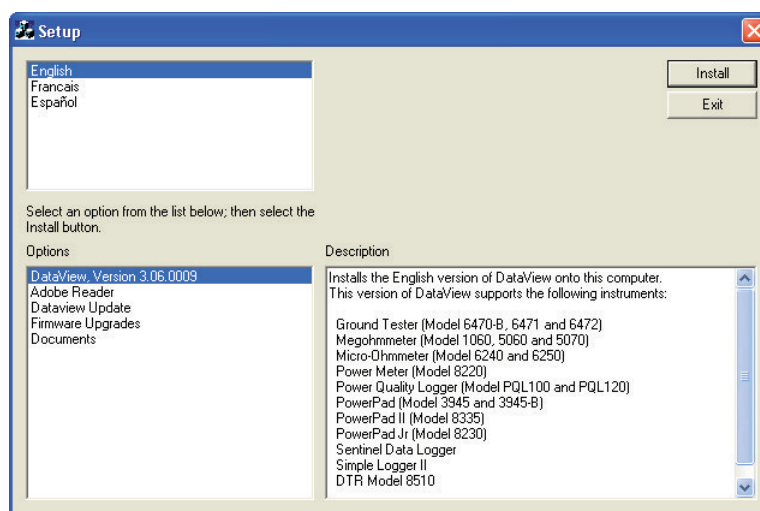 Setup
English
Francais
Español
Install
Exit
Select an option from the list below; then select the
Install button.
Options
DataView, Version 3.06.0009
Adobe Reader
Dataview Update
Firmware Upgrades
Documents
Description
Installs the English version of DataView onto this computer.
This version of DataView supports the following instruments:
Ground Tester (Model 6470-B, 6471 and 6472)
Megohmmeter (Model 1060, 5060 and 5070)
Micro-Ohmmeter (Model 6240 and 6250)
Power Meter (Model 8220)
Power Quality Logger (Model PQL100 and PQL120)
PowerPad (Model 3945 and 3945-B)
PowerPad II (Model 8335)
PowerPad Jr (Model 8230)
Sentinel Data Logger
Simple Logger II
DTR Model 8510